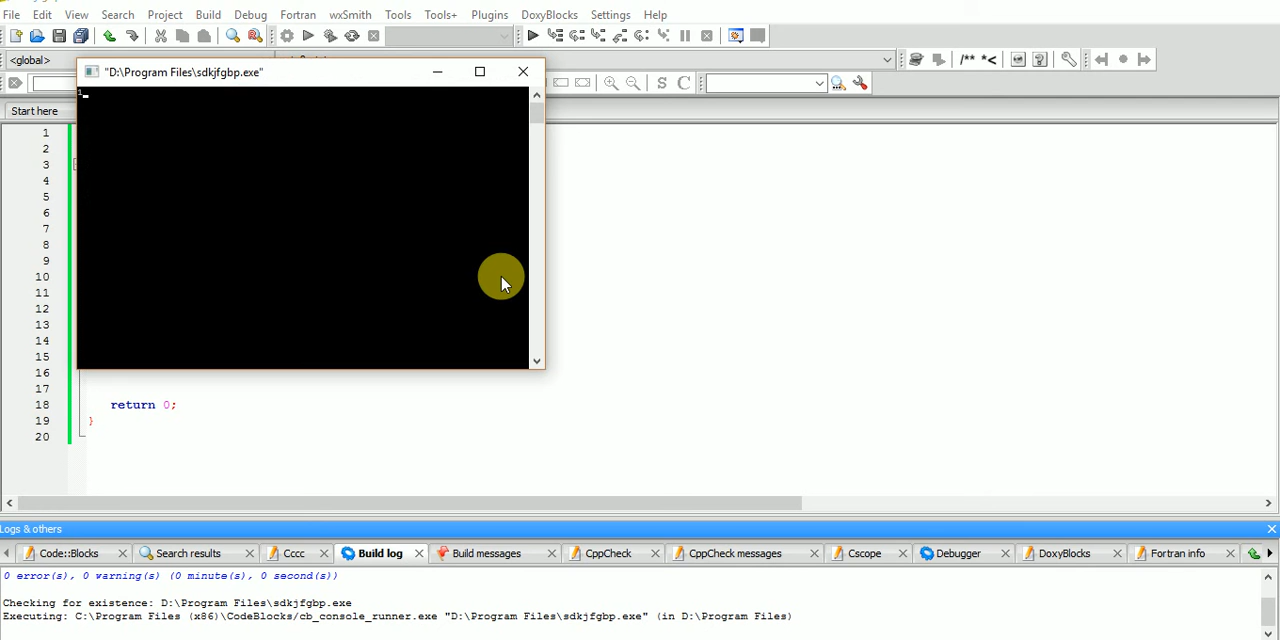 File Edit View Search Project Build Debug Fortran wxSmith Tools Tools+ Plugins DoxyBlocks Settings Help
<global>
/** *<
"D:\Program Files\sdkjfgbp.exe"
S C
1
Start here
1
2
3
4
5
6
7
8
9
10
11
12
13
14
15
16
17
18 return 0;
19 }
20
Logs & others
Code::Blocks Search results Cccc Build log Build messages CppCheck CppCheck messages Cscope Debugger DoxyBlocks Fortran info
0 error(s), 0 warning(s) (0 minute(s), 0 second(s))
Checking for existence: D:\Program Files\sdkjfgbp.exe
Executing: C:\Program Files (x86)\CodeBlocks/cb_console_runner.exe "D:\Program Files\sdkjfgbp.exe" (in D:\Program Files)